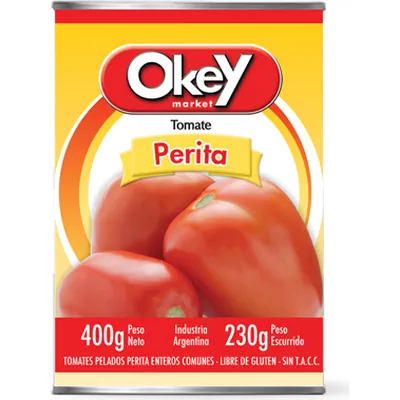 Okey
market
Tomate
Perita
400g Peso Neto
Industria Argentina
230g Peso Escurrido
TOMATES PELADOS PERITA ENTEROS COMUNES - LIBRE DE GLUTEN - SIN T.A.C.C.